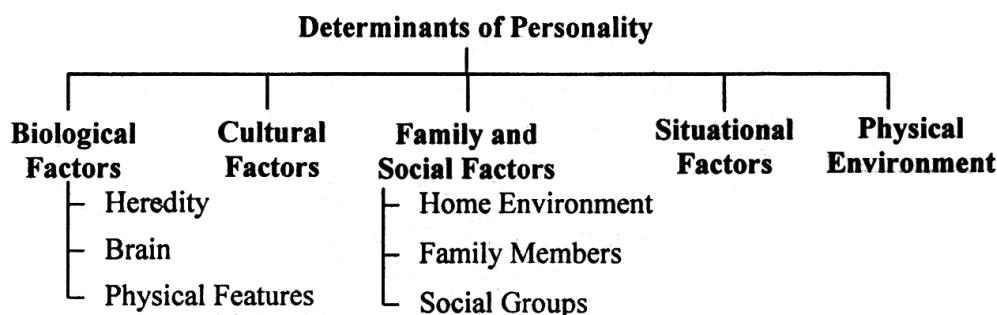 Determinants of Personality
Biological Factors
Cultural Factors
Family and Social Factors
Situational Factors
Physical Environment
Heredity
Brain
Physical Features
Home Environment
Family Members
Social Groups